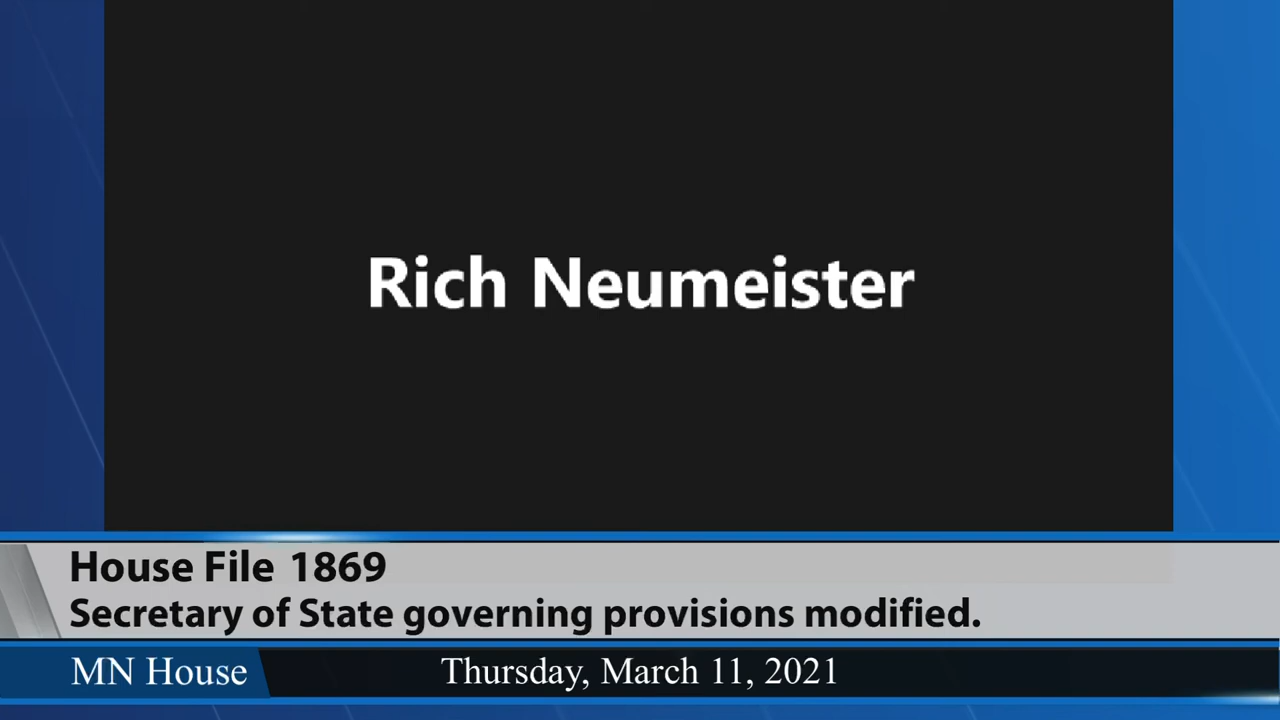 Rich Neumeister
House File 1869
Secretary of State governing provisions modified.
MN House
Thursday, March 11, 2021